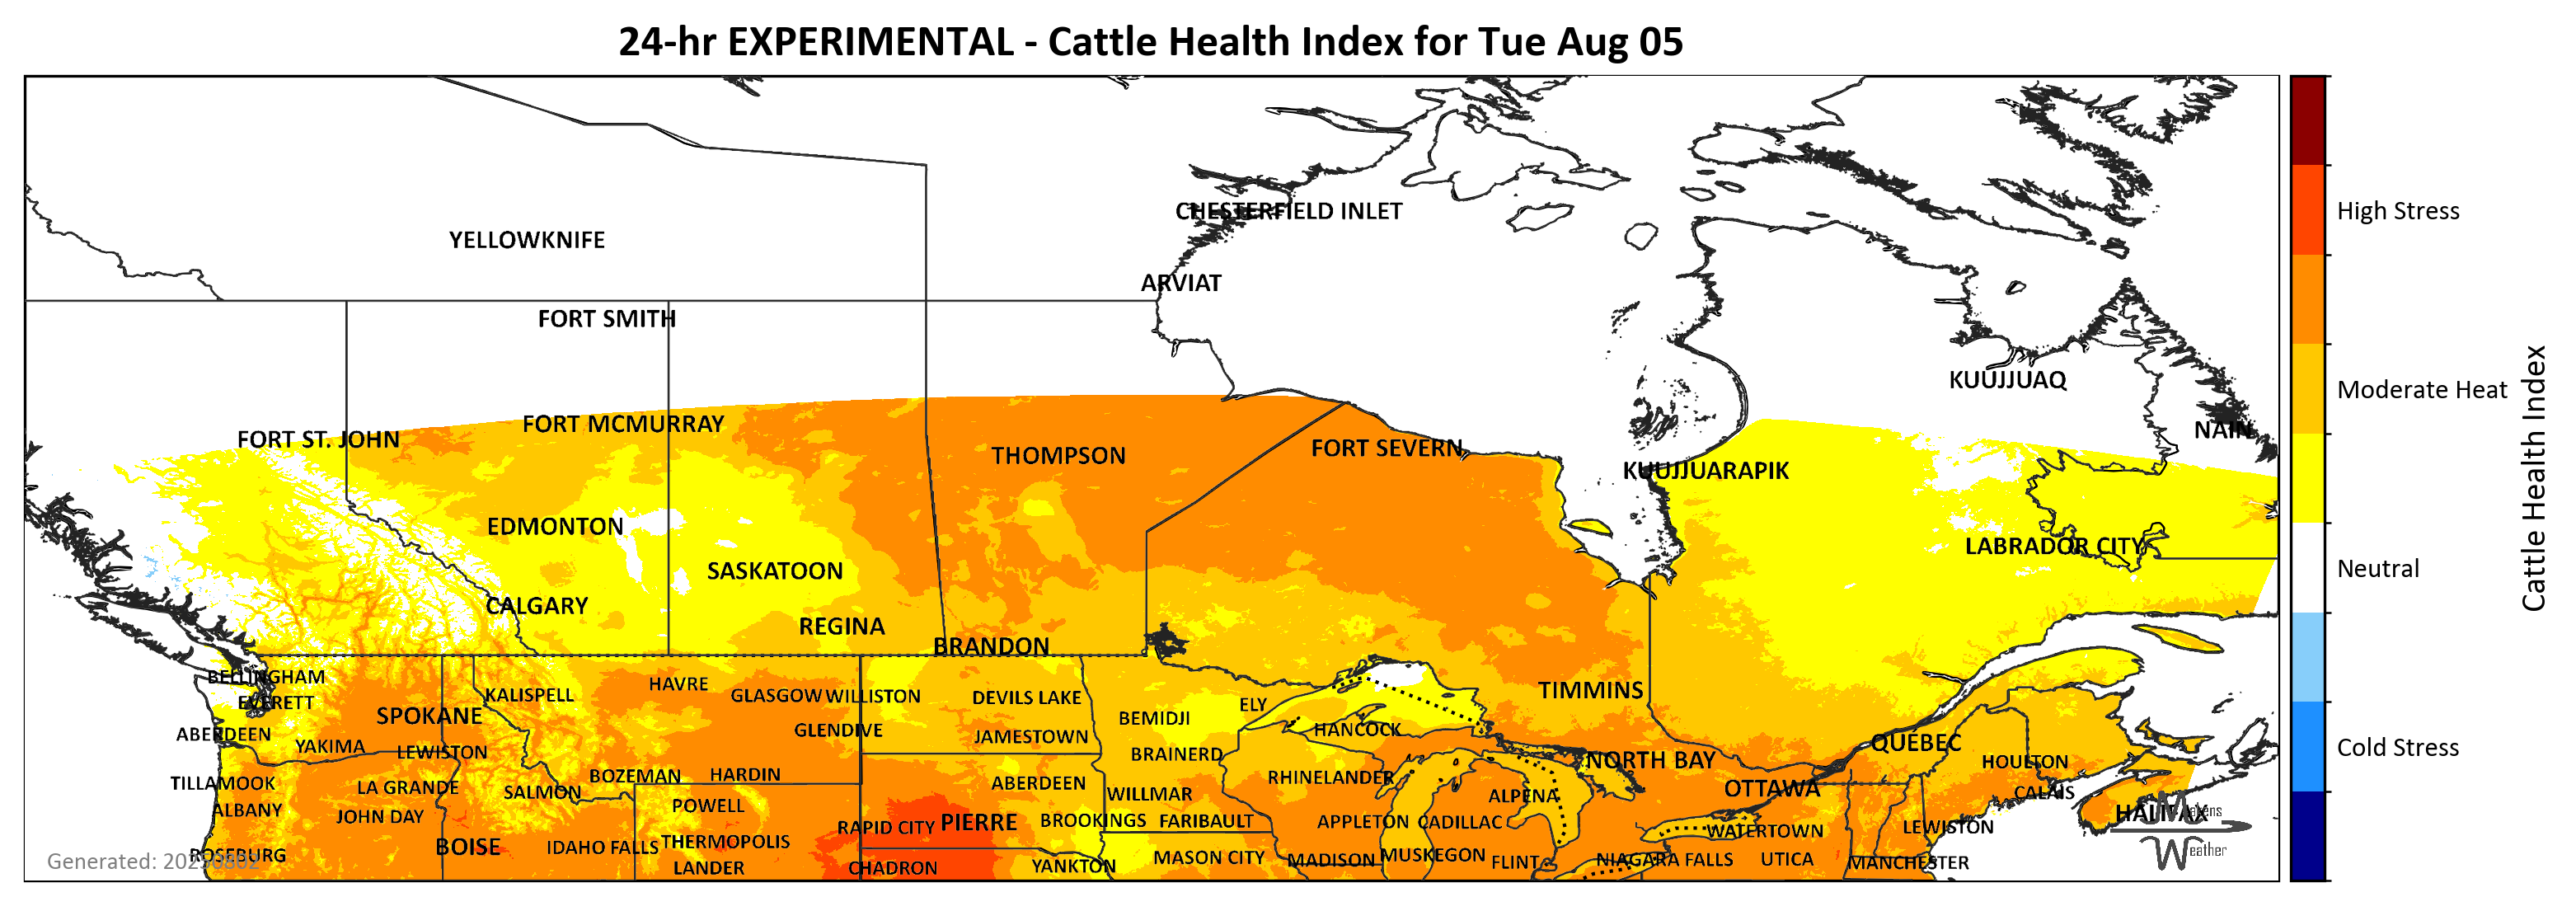 24-hr EXPERIMENTAL - Cattle Health Index for Tue Aug 05
High Stress
Moderate Heat
Neutral
Cold Stress
Cattle Health Index
CHESTERFIELD INLET
YELLOWKNIFE
ARVIAT
FORT SMITH
KUUJJUAQ
FORT MCMURRAY
NAIN
FORT ST. JOHN
FORT SEVERN
THOMPSON
KUUJJUARAPIK
EDMONTON
LABRADOR CITY
SASKATOON
CALGARY
REGINA
BRANDON
BELLINGHAM
HAVRE
TIMMINS
KALISPELL
GLASGOW
WILLISTON
DEVILS LAKE
EVERETT
ELY
SPOKANE
BEMIDJI
GLENDIVE
HANCOCK
ABERDEEN
JAMESTOWN
QUEBEC
YAKIMA
LEWISTON
BRAINERD
NORTH BAY
HOULTON
BOZEMAN
HARDIN
RHINELANDER
TILLAMOOK
LA GRANDE
SALMON
ABERDEEN
WILLMAR
ALPENA
OTTAWA
CALAIS
ALBANY
JOHN DAY
POWELL
HALIFAX
Makens
RAPID CITY
PIERRE
BROOKINGS
FARIBAULT
APPLETON
CADILLAC
WATERTOWN
LEWISTON
BOISE
IDAHO FALLS
THERMOPOLIS
Weather
ROSEBURG
MASON CITY
MADISON
MUSKEGON
FLINT
NIAGARA FALLS
UTICA
MANCHESTER
LANDER
CHADRON
YANKTON
Generated: 20250802